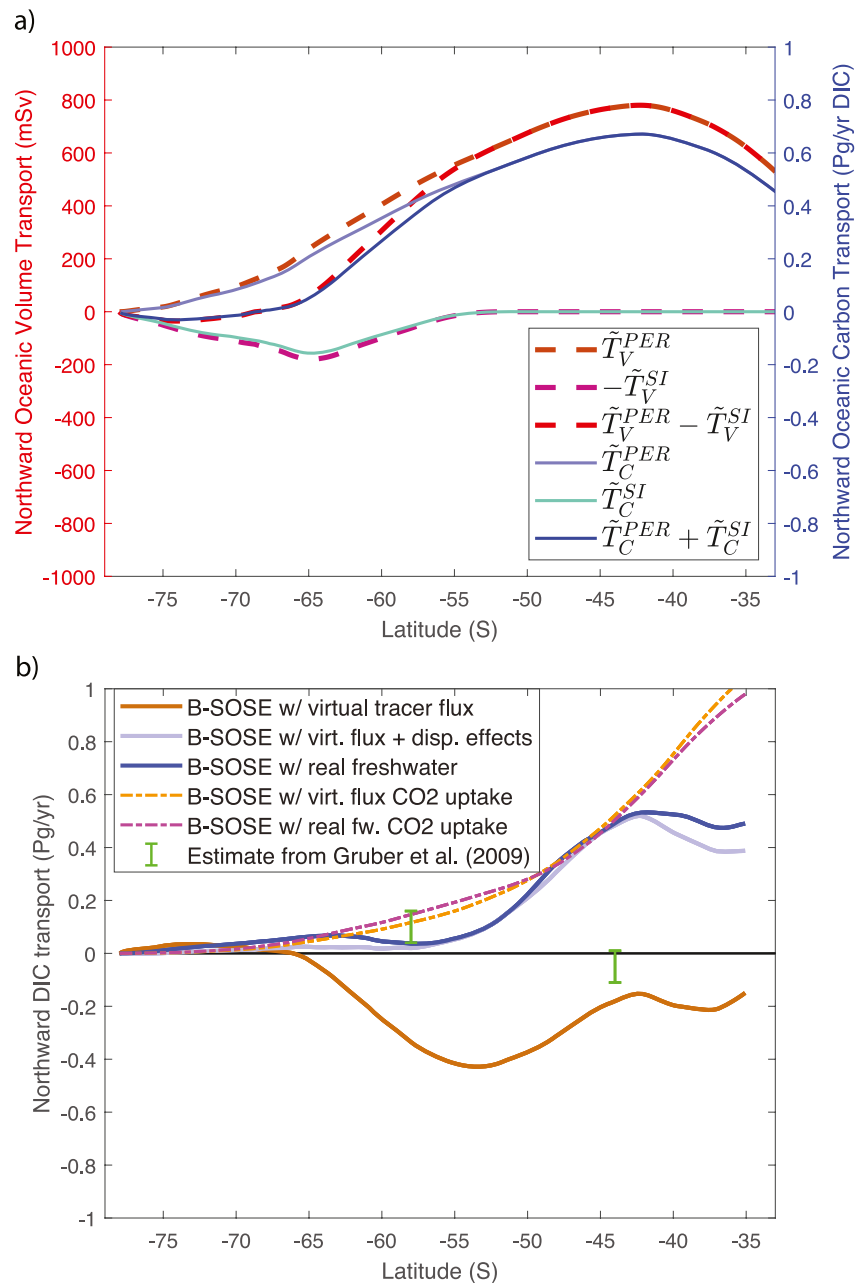 a)
Northward Oceanic Volume Transport (mSv)
1000
800
600
400
200
0
-200
-400
-600
-800
-1000
1
0.8
0.6
0.4
0.2
0
-0.2
-0.4
-0.6
-0.8
-1
Northward Oceanic Carbon Transport (Pg/yr DIC)
-75 -70 -65 -60 -55 -50 -45 -40 -35
Latitude (S)
T̃_V^{PER}
−T̃_V^{SI}
T̃_V^{PER} − T̃_V^{SI}
T̃_C^{PER}
T̃_C^{SI}
T̃_C^{PER} + T̃_C^{SI}
b)
Northward DIC transport (Pg/yr)
1
0.8
0.6
0.4
0.2
0
-0.2
-0.4
-0.6
-0.8
-1
B-SOSE w/ virtual tracer flux
B-SOSE w/ virt. flux + disp. effects
B-SOSE w/ real freshwater
B-SOSE w/ virt. flux CO2 uptake
B-SOSE w/ real fw. CO2 uptake
Estimate from Gruber et al. (2009)
-75 -70 -65 -60 -55 -50 -45 -40 -35
Latitude (S)